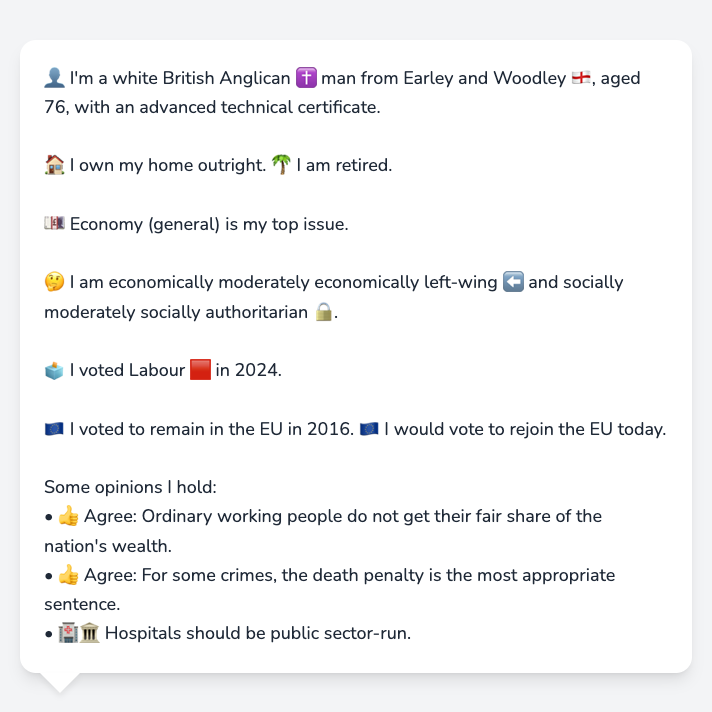 👤 I'm a white British Anglican ✝️ man from Earley and Woodley 🏴󠁧󠁢󠁥󠁮󠁧󠁿, aged
76, with an advanced technical certificate.
🏠 I own my home outright. 🌴 I am retired.
💷 Economy (general) is my top issue.
🤔 I am economically moderately economically left-wing ⬅️ and socially
moderately socially authoritarian 🔒.
🗳️ I voted Labour 🟥 in 2024.
🇪🇺 I voted to remain in the EU in 2016. 🇪🇺 I would vote to rejoin the EU today.
Some opinions I hold:
• 👍 Agree: Ordinary working people do not get their fair share of the
nation's wealth.
• 👍 Agree: For some crimes, the death penalty is the most appropriate
sentence.
• 🏥🏛️ Hospitals should be public sector-run.